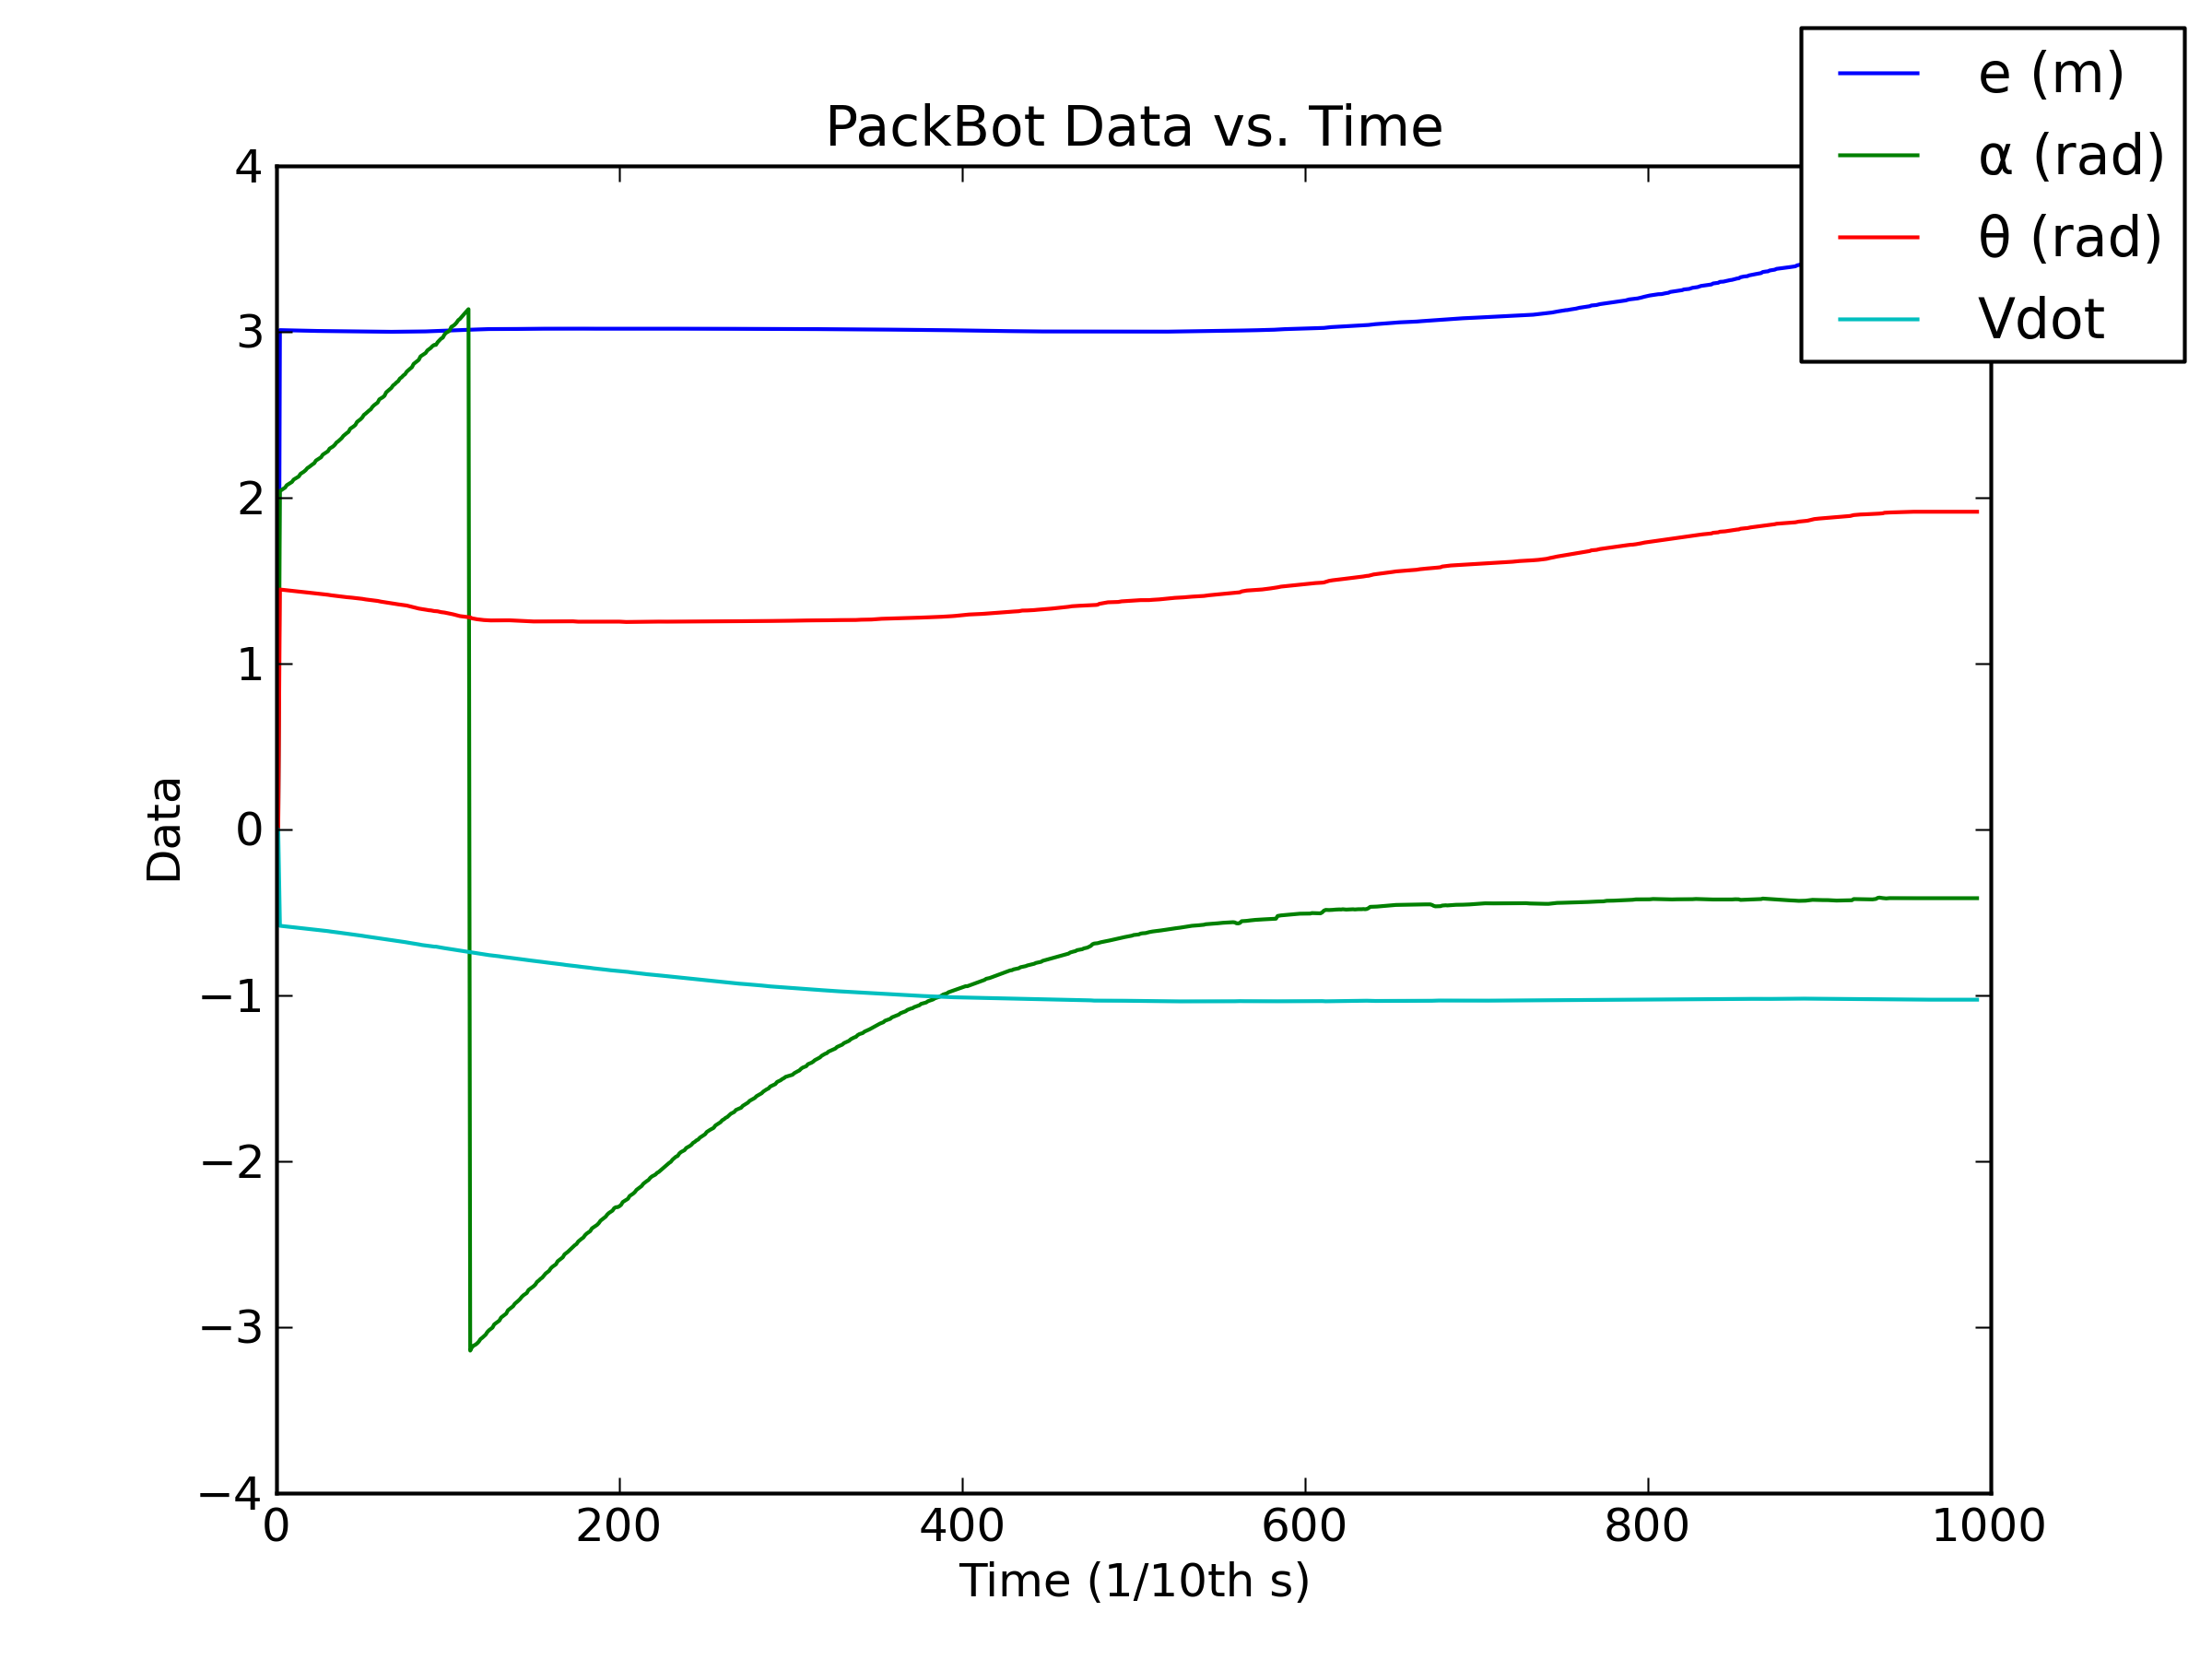 PackBot Data vs. Time
e (m)
α (rad)
θ (rad)
Vdot
4
3
2
1
0
−1
−2
−3
−4
Data
0 200 400 600 800 1000
Time (1/10th s)